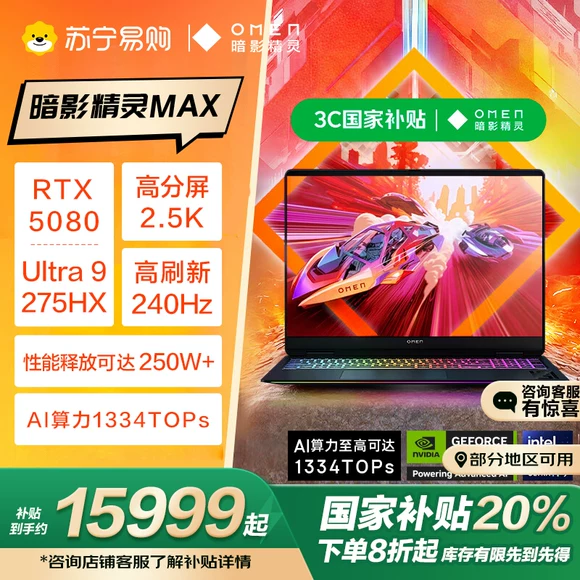 苏宁易购
OMEN
暗影精灵
暗影精灵MAX
3C国家补贴
OMEN
暗影精灵
RTX
5080
高分屏
2.5K
Ultra 9
275HX
高刷新
240Hz
性能释放可达 250W+
AI算力1334TOPs
OMEN
OMEN
咨询客服
有惊喜
AI算力至高可达
1334TOPs
NVIDIA
GEFORCE
Powering Advanced AI
intel
部分地区可用
补贴
到手约
15999起
*咨询店铺客服了解补贴详情
国家补贴20%
下单8折起 库存有限先到先得